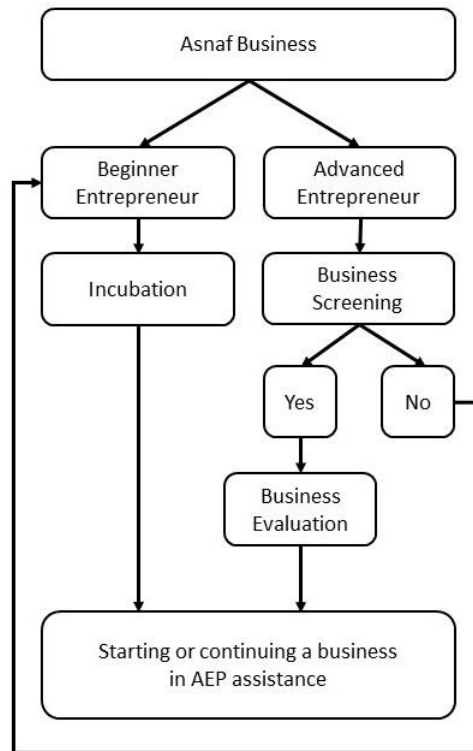 Asnaf Business
Beginner
Entrepreneur
Advanced
Entrepreneur
Incubation
Business
Screening
Yes
No
Business
Evaluation
Starting or continuing a business
in AEP assistance